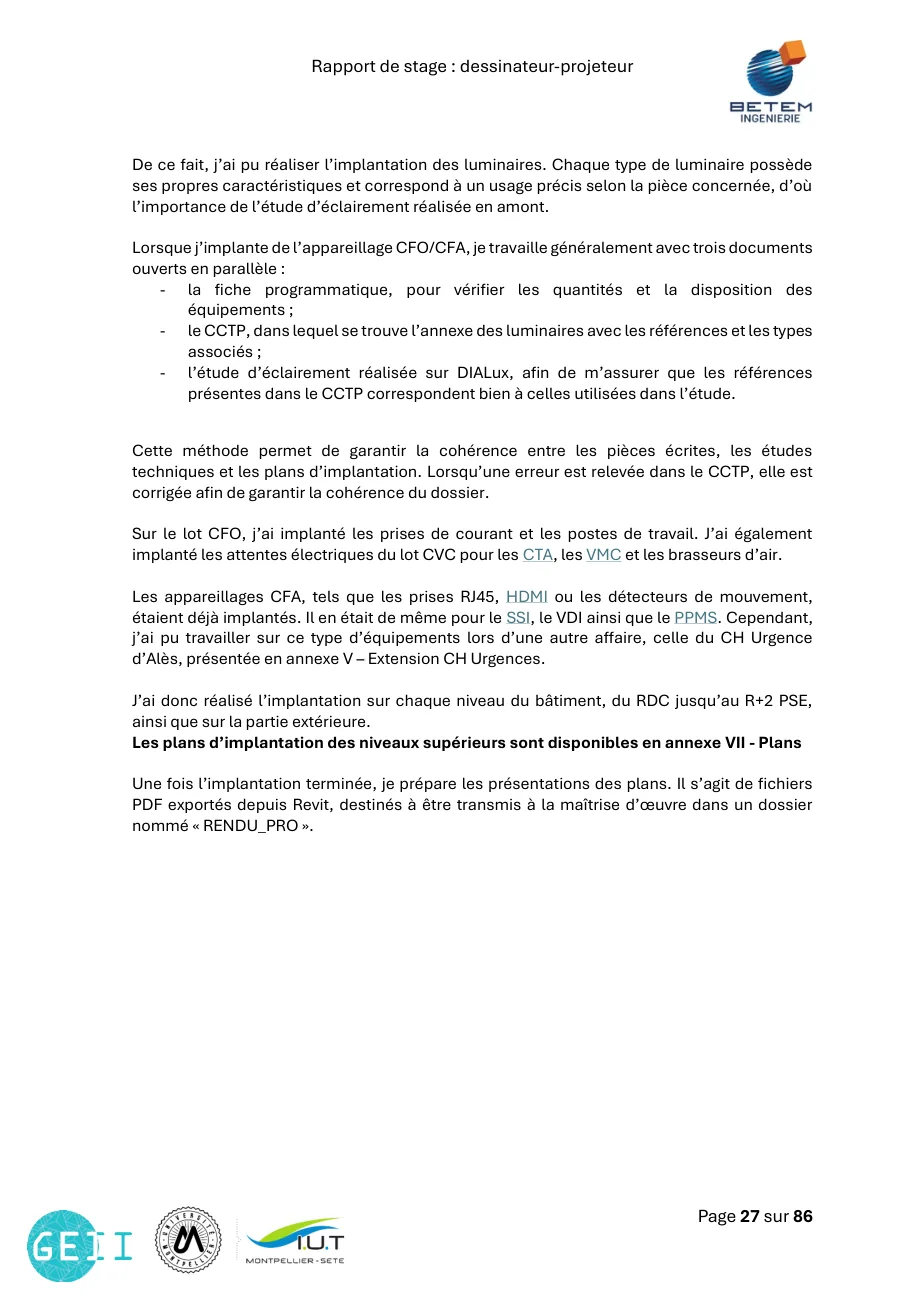 Rapport de stage : dessinateur-projeteur
BETEM
INGENIERIE
De ce fait, j’ai pu réaliser l’implantation des luminaires. Chaque type de luminaire possède
ses propres caractéristiques et correspond à un usage précis selon la pièce concernée, d’où
l’importance de l’étude d’éclairement réalisée en amont.
Lorsque j’implante de l’appareillage CFO/CFA, je travaille généralement avec trois documents
ouverts en parallèle :
- la fiche programmatique, pour vérifier les quantités et la disposition des
équipements ;
- le CCTP, dans lequel se trouve l’annexe des luminaires avec les références et les types
associés ;
- l’étude d’éclairement réalisée sur DIALux, afin de m’assurer que les références
présentes dans le CCTP correspondent bien à celles utilisées dans l’étude.
Cette méthode permet de garantir la cohérence entre les pièces écrites, les études
techniques et les plans d’implantation. Lorsqu’une erreur est relevée dans le CCTP, elle est
corrigée afin de garantir la cohérence du dossier.
Sur le lot CFO, j’ai implanté les prises de courant et les postes de travail. J’ai également
implanté les attentes électriques du lot CVC pour les CTA, les VMC et les brasseurs d’air.
Les appareillages CFA, tels que les prises RJ45, HDMI ou les détecteurs de mouvement,
étaient déjà implantés. Il en était de même pour le SSI, le VDI ainsi que le PPMS. Cependant,
j’ai pu travailler sur ce type d’équipements lors d’une autre affaire, celle du CH Urgence
d’Alès, présentée en annexe V – Extension CH Urgences.
J’ai donc réalisé l’implantation sur chaque niveau du bâtiment, du RDC jusqu’au R+2 PSE,
ainsi que sur la partie extérieure.
Les plans d’implantation des niveaux supérieurs sont disponibles en annexe VII - Plans
Une fois l’implantation terminée, je prépare les présentations des plans. Il s’agit de fichiers
PDF exportés depuis Revit, destinés à être transmis à la maîtrise d’œuvre dans un dossier
nommé « RENDU_PRO ».
Page 27 sur 86
GEII
UNIVERSITÉ
MONTPELLIER
I.U.T
MONTPELLIER-SETE